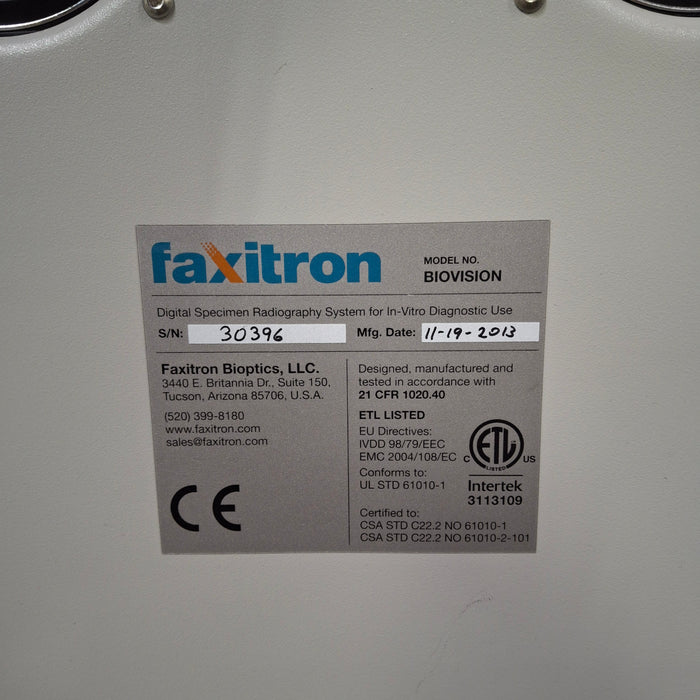 faxitron
MODEL NO.
BIOVISION
Digital Specimen Radiography System for In-Vitro Diagnostic Use
S/N: 30396 Mfg. Date: 11-19-2013
Faxitron Bioptics, LLC.
3440 E. Britannia Dr., Suite 150,
Tucson, Arizona 85706, U.S.A.
(520) 399-8180
www.faxitron.com
sales@faxitron.com
CE
Designed, manufactured and
tested in accordance with
21 CFR 1020.40
ETL LISTED
EU Directives:
IVDD 98/79/EEC
EMC 2004/108/EC
Conforms to:
UL STD 61010-1
C ETL US
LISTED
Intertek
3113109
Certified to:
CSA STD C22.2 NO 61010-1
CSA STD C22.2 NO 61010-2-101